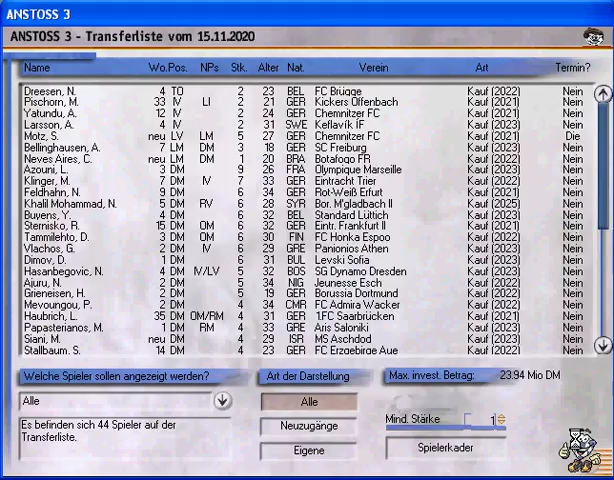 ANSTOSS 3
ANSTOSS 3 - Transferliste vom 15.11.2020
Name Wo. Pos. NPs Stk. Alter Nat. Verein Art Termin?
Dreesen, N. 4 TO 2 23 BEL FC Brügge Kauf (2022) Nein
Pischorn, M. 33 IV LI 2 21 GER Kickers Offenbach Kauf (2021) Nein
Yatundu, A. 12 IV 2 24 GER Chemnitzer FC Kauf (2021) Nein
Larsson, A. 4 IV 2 31 SWE Keflavík ÍF Kauf (2023) Nein
Motz, S. neu LV LM 5 27 GER Chemnitzer FC Kauf (2021) Die
Bellinghausen, A. 7 LM DM 3 18 GER SC Freiburg Kauf (2023) Nein
Neves Aires, C. neu LM DM 1 20 BRA Botafogo FR Kauf (2022) Nein
Azouni, L. 3 DM 9 26 FRA Olympique Marseille Kauf (2023) Nein
Klinger, M. 7 DM IV 7 33 GER Eintracht Trier Kauf (2022) Nein
Feldhahn, N. 9 DM 6 34 GER Rot-Weiß Erfurt Kauf (2021) Nein
Khalil Mohammad, N. 5 DM RV 6 28 SYR Bor. M'gladbach II Kauf (2025) Nein
Buyens, Y. 4 DM 6 32 BEL Standard Lüttich Kauf (2023) Nein
Sternisko, R. 15 DM OM 6 22 GER Eintr. Frankfurt II Kauf (2021) Nein
Tammilehto, D. 3 DM OM 6 30 FIN FC Honka Espoo Kauf (2022) Nein
Vlachos, G. 2 DM IV 6 29 GRE Panionios Athen Kauf (2023) Nein
Dimov, D. 1 DM 6 31 BUL Levski Sofia Kauf (2023) Nein
Hasanbegovic, N. 4 DM IV/LV 5 32 BOS SG Dynamo Dresden Kauf (2022) Nein
Ajuru, N. 2 DM 5 34 NIG Jeunesse Esch Kauf (2022) Nein
Grieneisen, H. 2 DM 5 19 GER Borussia Dortmund Kauf (2022) Nein
Mevoungou, P. 2 DM 4 34 CMR FC Admira Wacker Kauf (2022) Nein
Haubrich, L. 35 DM OM/RM 4 31 GER 1.FC Saarbrücken Kauf (2021) Nein
Papasterianos, M. 1 DM RM 4 33 GRE Aris Saloniki Kauf (2023) Nein
Siani, M. neu DM 4 29 ISR MS Aschdod Kauf (2023) Nein
Stallbaum, S. 14 DM 4 23 GER FC Erzgebirge Aue Kauf (2022) Nein
Welche Spieler sollen angezeigt werden? Art der Darstellung Max. invest. Betrag: 23.94 Mio DM
Alle Alle
Es befinden sich 44 Spieler auf der
Transferliste.
Neuzugänge
Eigene
Mind. Stärke 1
Spielerkader